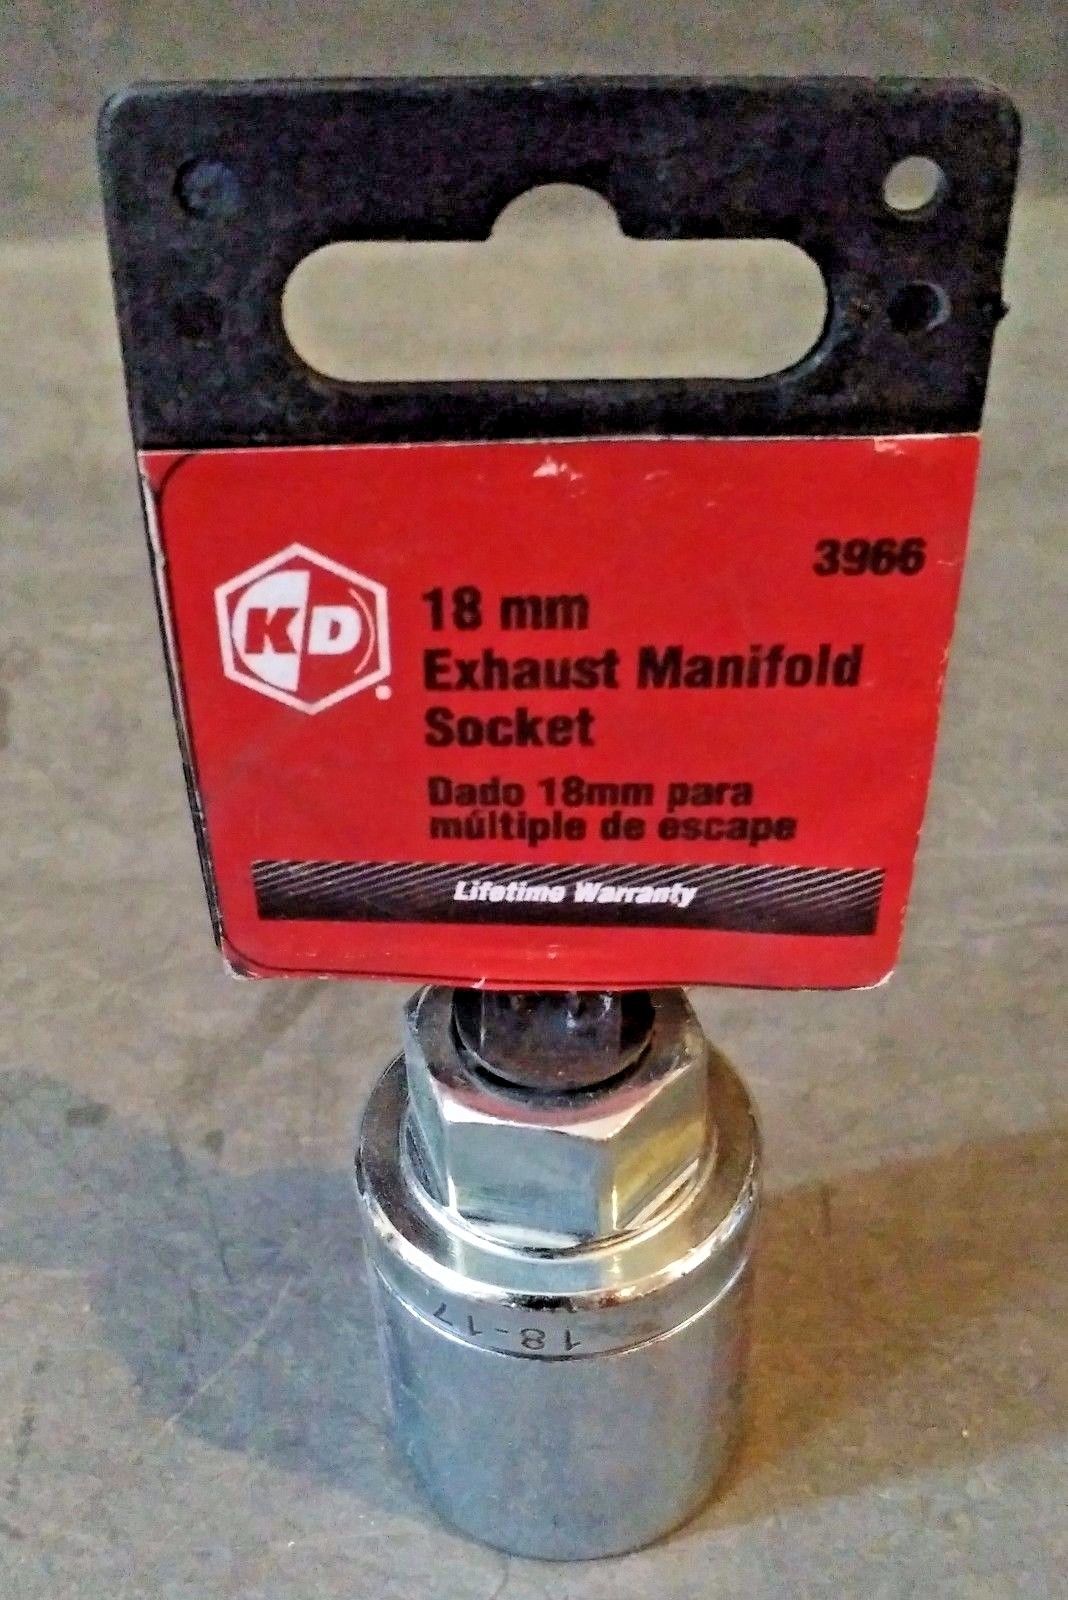 3966
KD
18 mm
Exhaust Manifold
Socket
Dado 18mm para
múltiple de escape
Lifetime Warranty
18-17